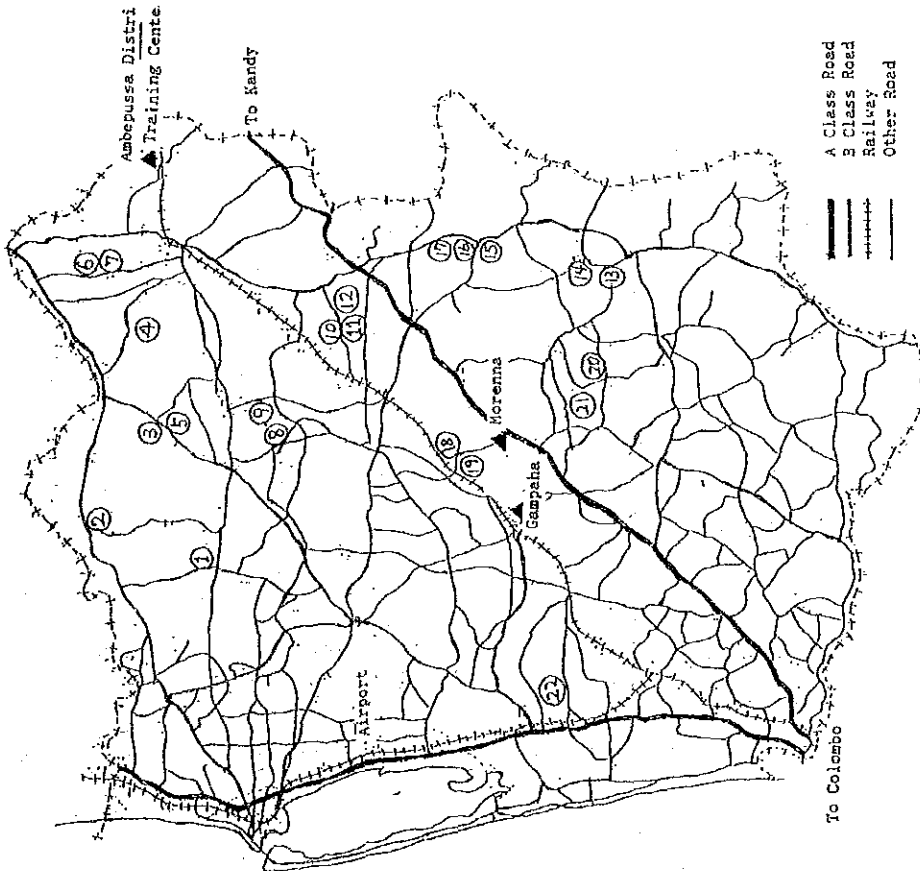 Ambepussa Distri
Training Cente
To Kandy
A Class Road
B Class Road
Railway
Other Road
Morenna
Gampaha
Airport
To Colombo
1
2
3
4
5
6
7
8
9
10
11
12
13
14
15
16
17
18
19
20
21
22